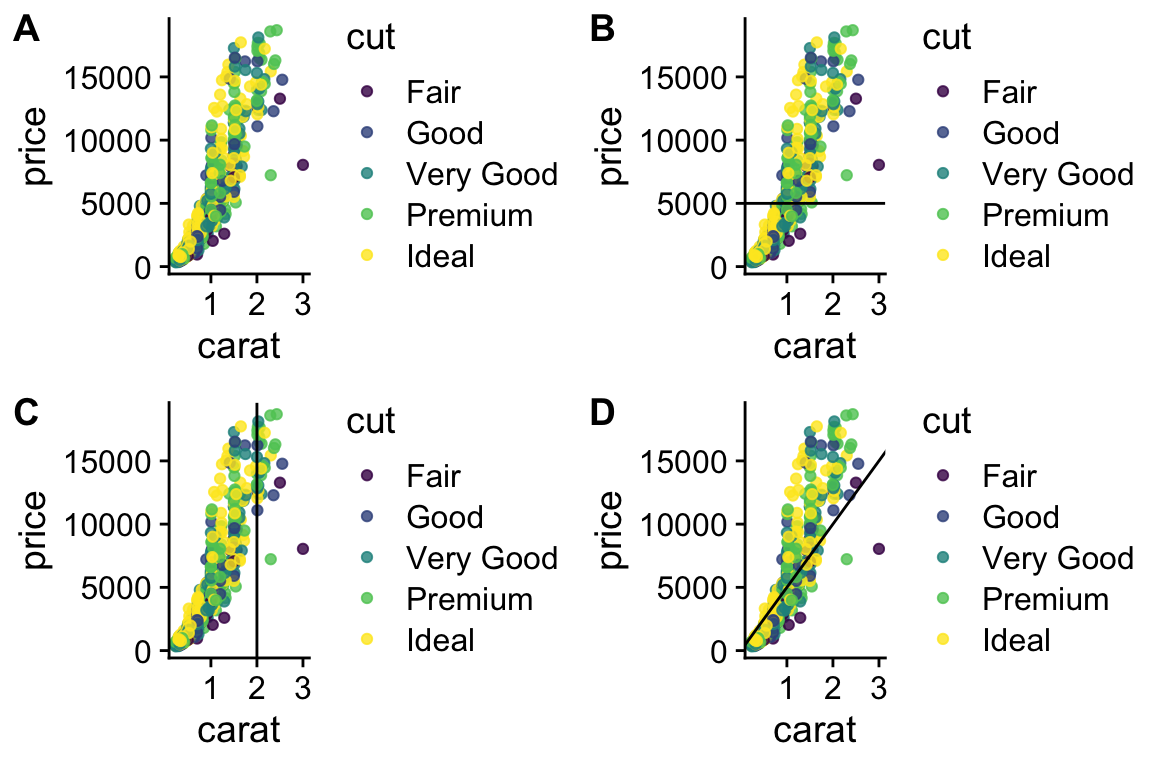 A
price
15000
10000
5000
0
1 2 3
carat
cut
Fair
Good
Very Good
Premium
Ideal
B
price
15000
10000
5000
0
1 2 3
carat
cut
Fair
Good
Very Good
Premium
Ideal
C
price
15000
10000
5000
0
1 2 3
carat
cut
Fair
Good
Very Good
Premium
Ideal
D
price
15000
10000
5000
0
1 2 3
carat
cut
Fair
Good
Very Good
Premium
Ideal